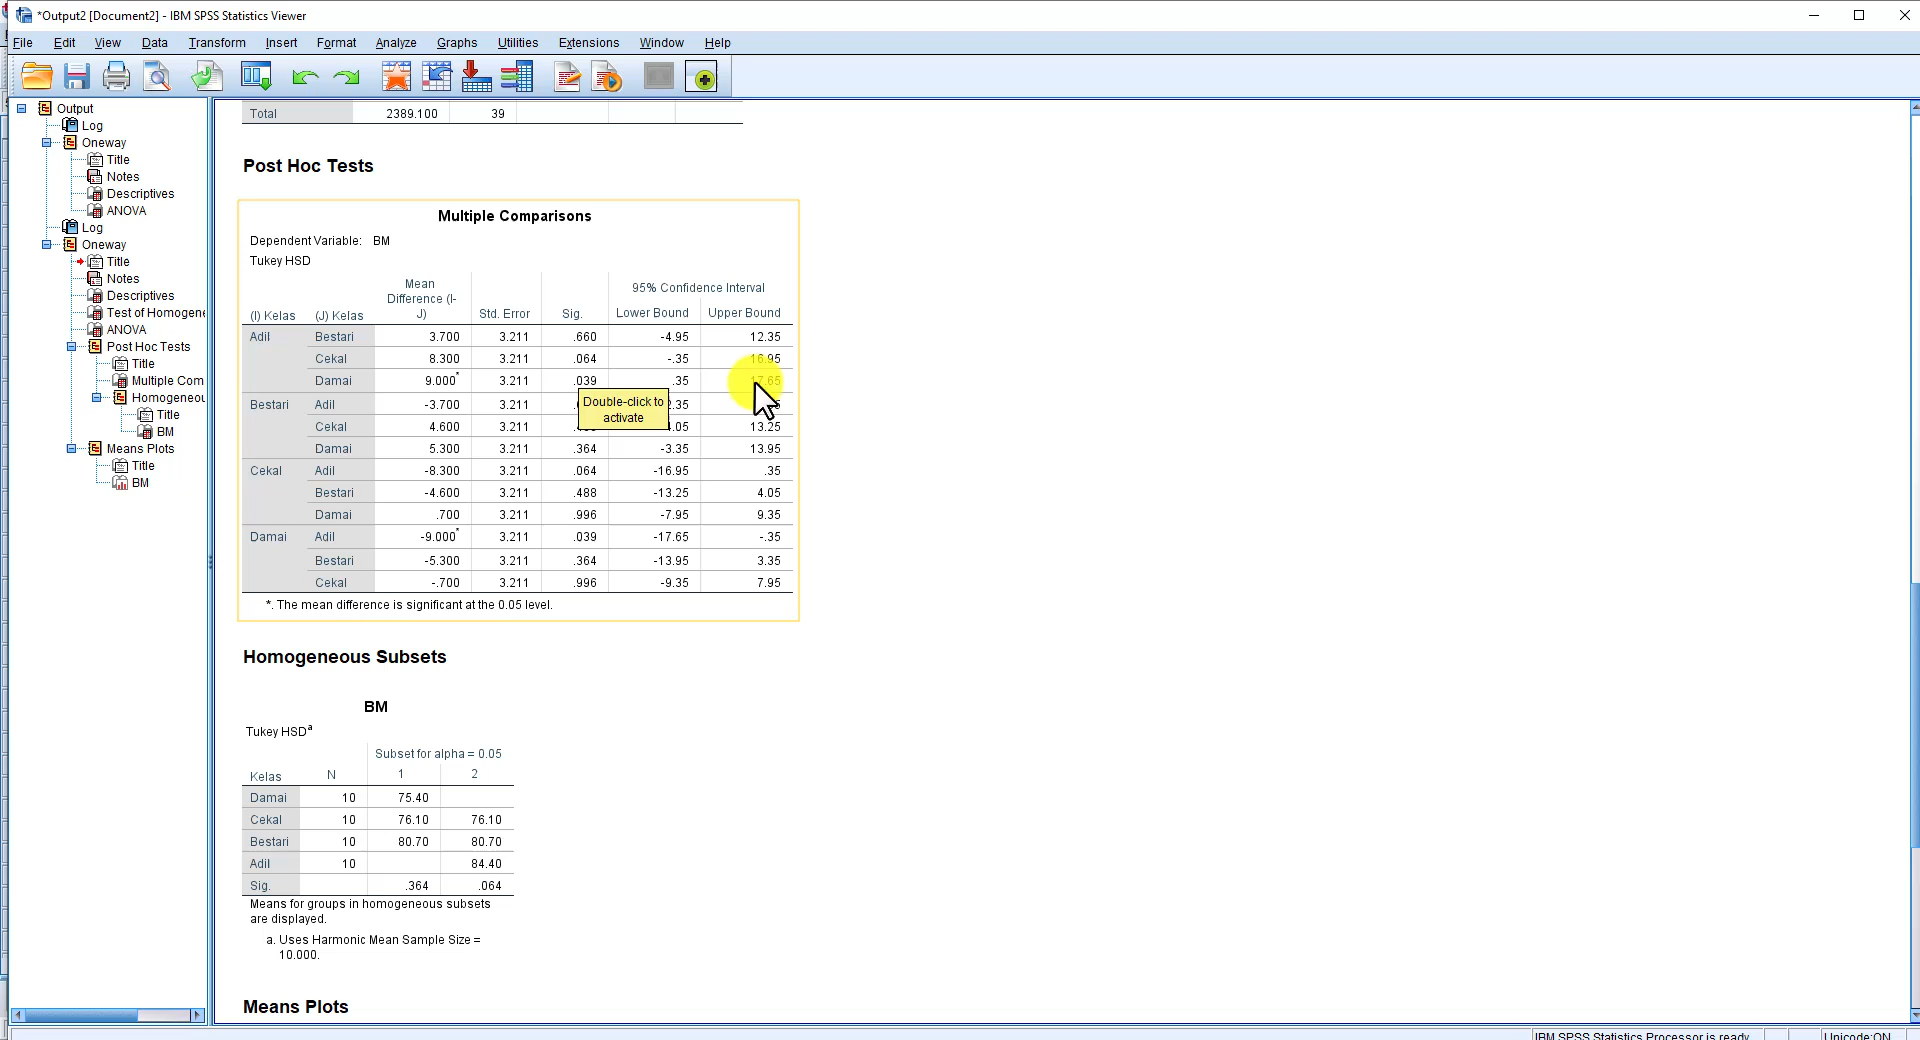 *Output2 [Document2] - IBM SPSS Statistics Viewer
File Edit View Data Transform Insert Format Analyze Graphs Utilities Extensions Window Help
Output
Log
Oneway
Title
Notes
Descriptives
ANOVA
Log
Oneway
Title
Notes
Descriptives
Test of Homogene
ANOVA
Post Hoc Tests
Title
Multiple Com
Homogeneou
Title
BM
Means Plots
Title
BM
Total 2389.100 39
Post Hoc Tests
Multiple Comparisons
Dependent Variable: BM
Tukey HSD
(I) Kelas (J) Kelas Mean Difference (I-J) Std. Error Sig. 95% Confidence Interval
Lower Bound Upper Bound
Adil Bestari 3.700 3.211 .660 -4.95 12.35
Cekal 8.300 3.211 .064 -.35 16.95
Damai 9.000* 3.211 .039 .35 17.65
Bestari Adil -3.700 3.211
Cekal 4.600 3.211 13.25
Damai 5.300 3.211 .364 -3.35 13.95
Cekal Adil -8.300 3.211 .064 -16.95 .35
Bestari -4.600 3.211 .488 -13.25 4.05
Damai .700 3.211 .996 -7.95 9.35
Damai Adil -9.000* 3.211 .039 -17.65 -.35
Bestari -5.300 3.211 .364 -13.95 3.35
Cekal -.700 3.211 .996 -9.35 7.95
*. The mean difference is significant at the 0.05 level.
Double-click to
activate
Homogeneous Subsets
BM
Tukey HSDa
Subset for alpha = 0.05
Kelas N 1 2
Damai 10 75.40
Cekal 10 76.10 76.10
Bestari 10 80.70 80.70
Adil 10 84.40
Sig. .364 .064
Means for groups in homogeneous subsets
are displayed.
a. Uses Harmonic Mean Sample Size =
10.000.
Means Plots
IBM SPSS Statistics Processor is ready Unicode:ON